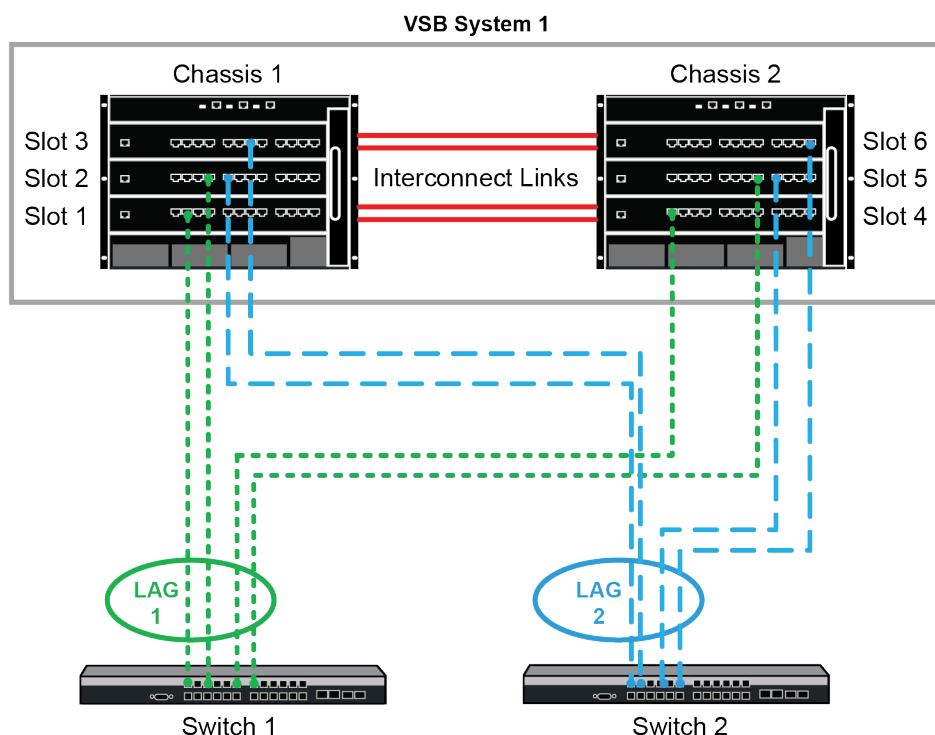 VSB System 1
Chassis 1
Chassis 2
Slot 3
Slot 6
Slot 2
Interconnect Links
Slot 5
Slot 1
Slot 4
LAG
1
LAG
2
Switch 1
Switch 2